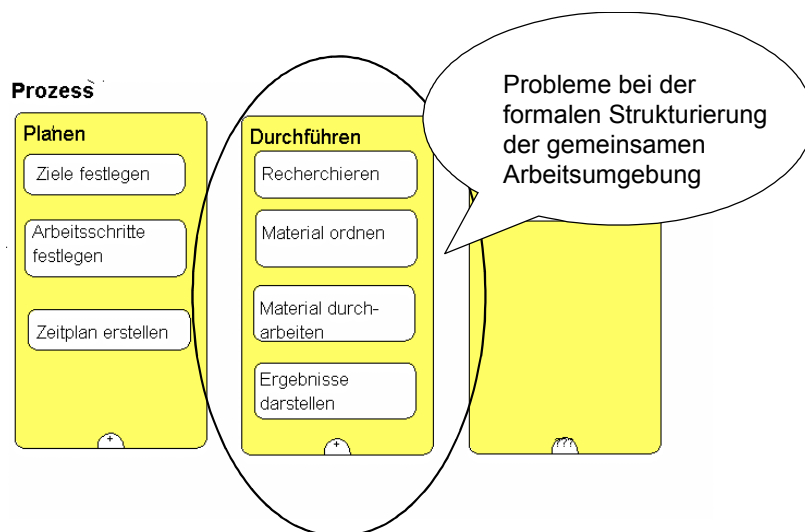 Prozess
Planen
Ziele festlegen
Arbeitsschritte
festlegen
Zeitplan erstellen
+
Durchführen
Recherchieren
Material ordnen
Material durch-
arbeiten
Ergebnisse
darstellen
+
Probleme bei der
formalen Strukturierung
der gemeinsamen
Arbeitsumgebung
???